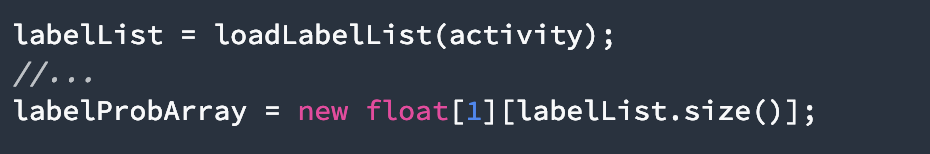 labelList = loadLabelList(activity);
//...
labelProbArray = new float[1][labelList.size()];